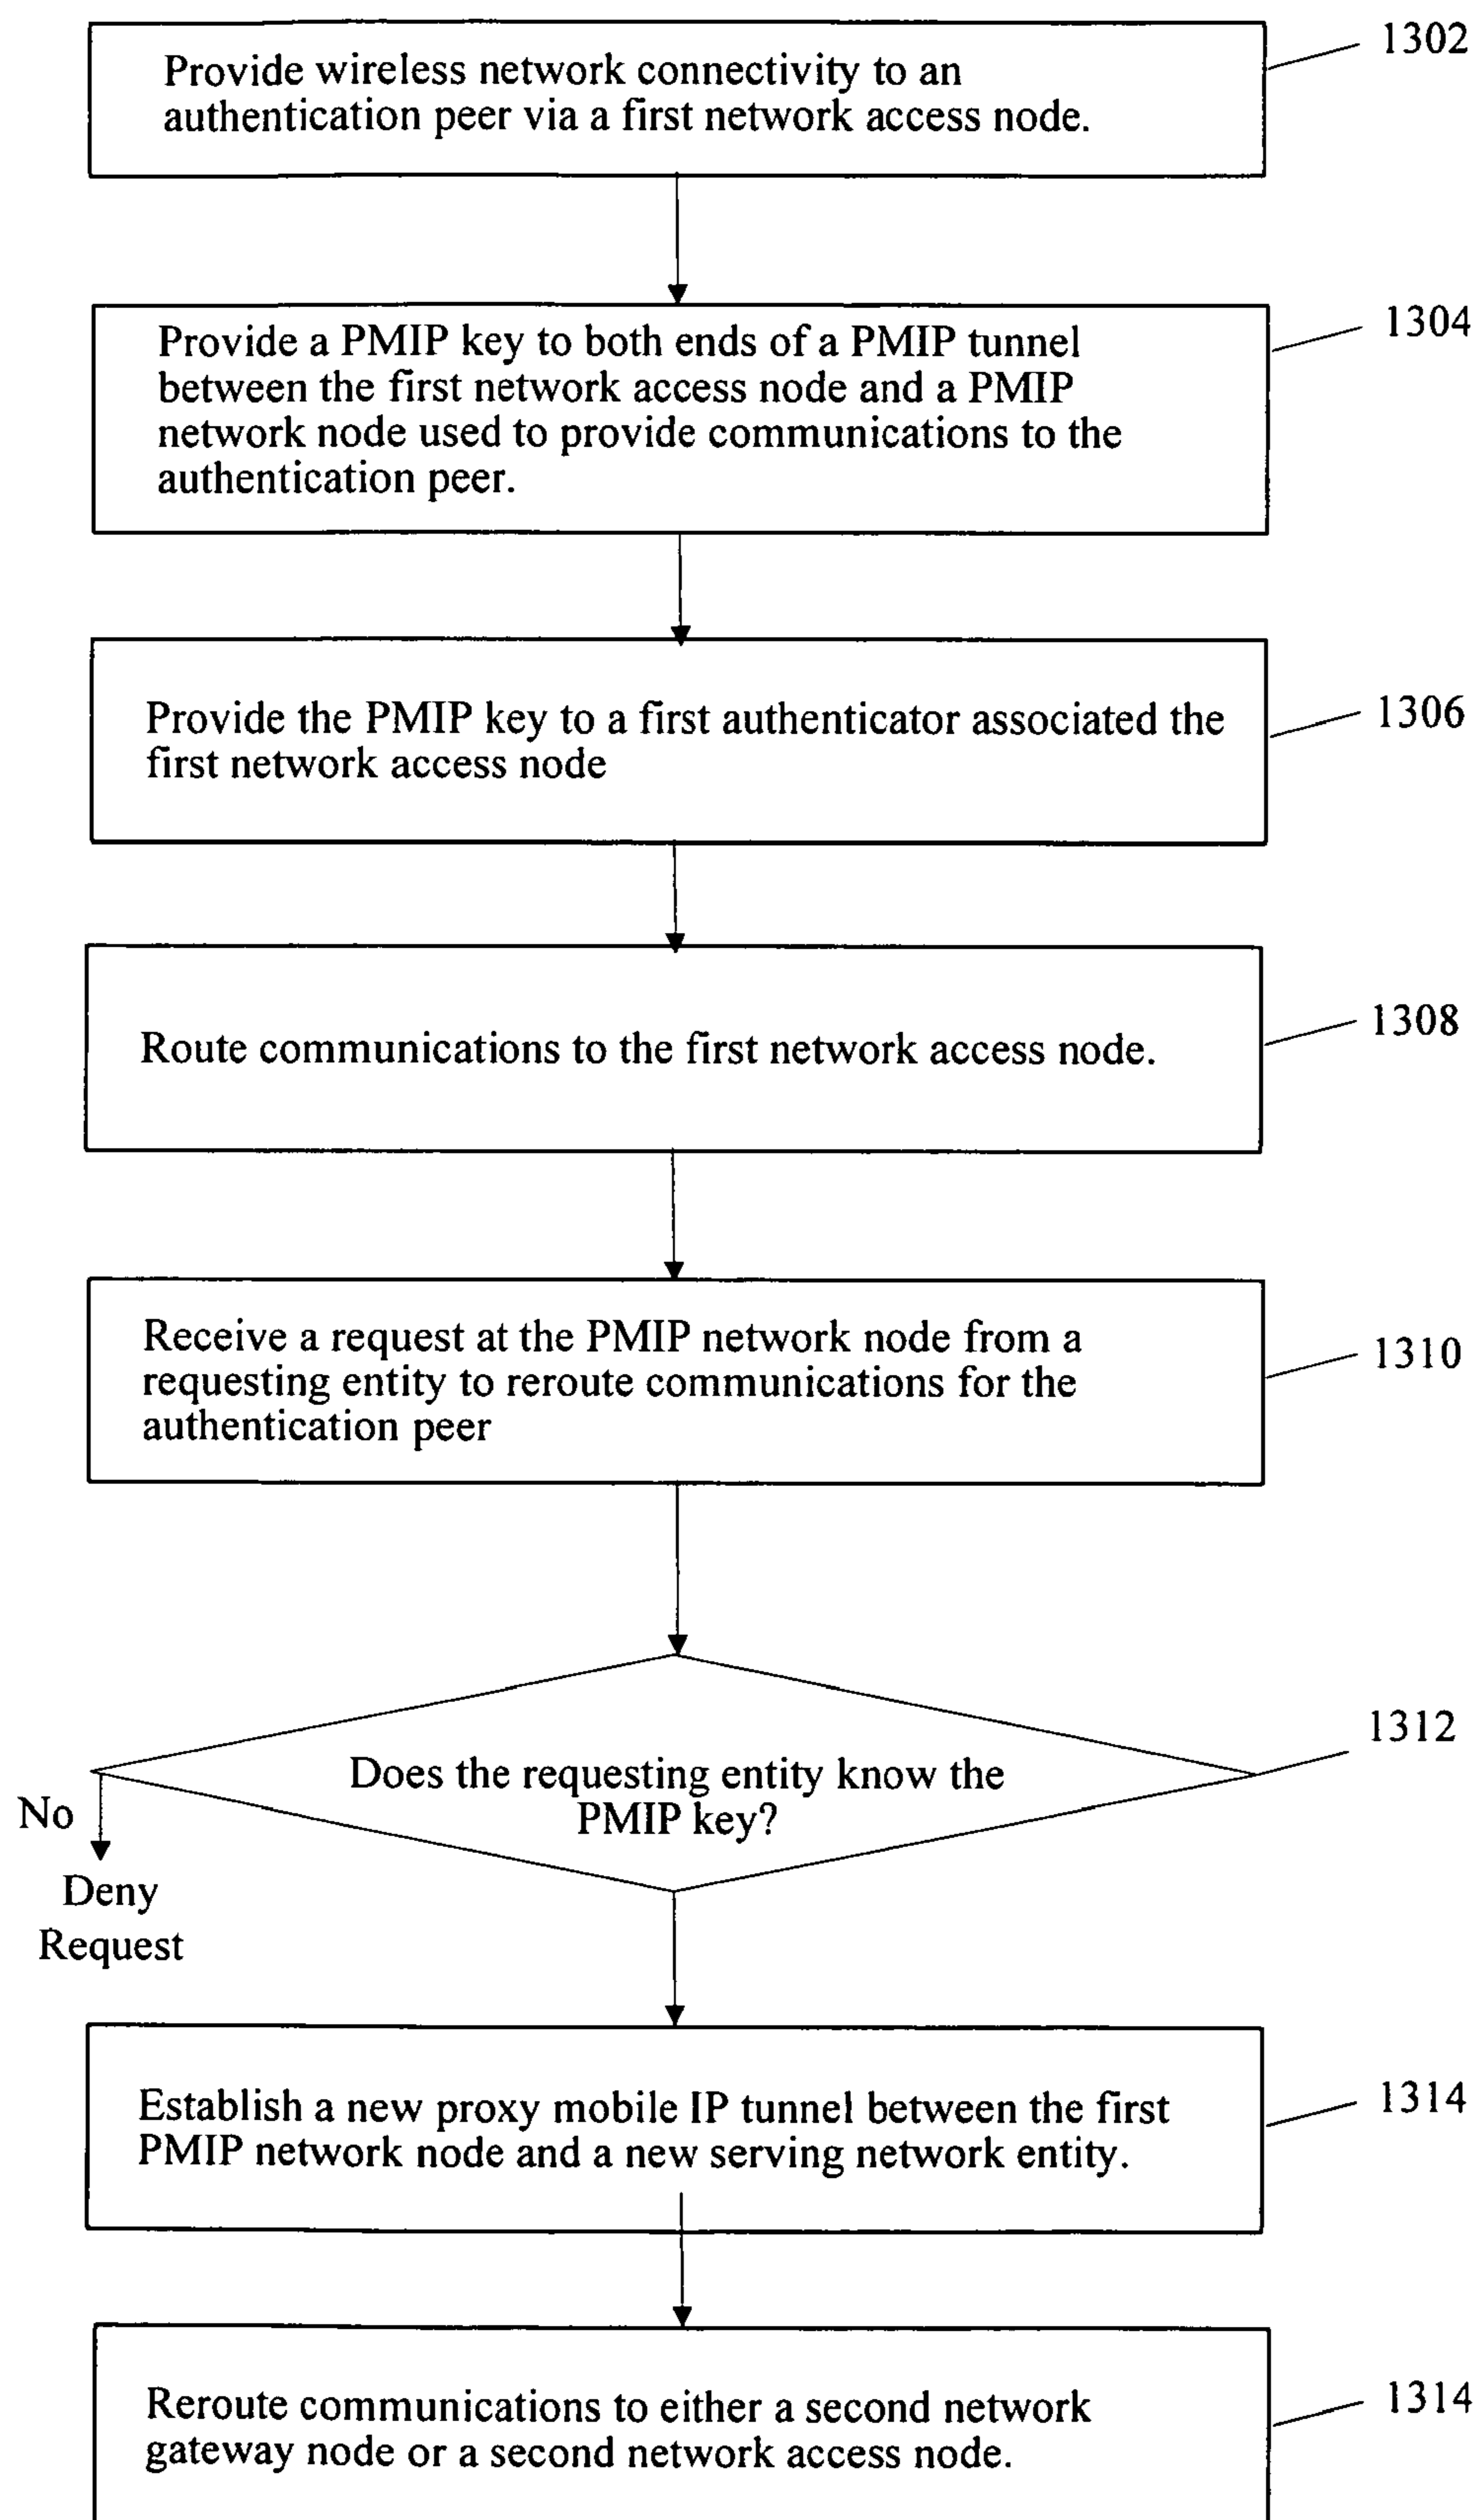 1302
Provide wireless network connectivity to an
authentication peer via a first network access node.
1304
Provide a PMIP key to both ends of a PMIP tunnel
between the first network access node and a PMIP
network node used to provide communications to the
authentication peer.
1306
Provide the PMIP key to a first authenticator associated the
first network access node
1308
Route communications to the first network access node.
1310
Receive a request at the PMIP network node from a
requesting entity to reroute communications for the
authentication peer
1312
Does the requesting entity know the
PMIP key?
No
Deny
Request
1314
Establish a new proxy mobile IP tunnel between the first
PMIP network node and a new serving network entity.
1314
Reroute communications to either a second network
gateway node or a second network access node.